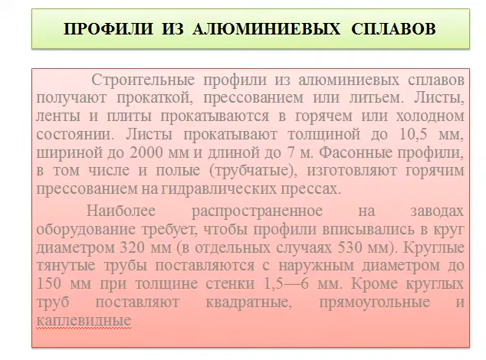 ПРОФИЛИ ИЗ АЛЮМИНИЕВЫХ СПЛАВОВ
Строительные профили из алюминиевых сплавов
получают прокаткой, прессованием или литьем. Листы,
ленты и плиты прокатываются в горячем или холодном
состоянии. Листы прокатывают толщиной до 10,5 мм,
шириной до 2000 мм и длиной до 7 м. Фасонные профили,
в том числе и полые (трубчатые), изготовляют горячим
прессованием на гидравлических прессах.
Наиболее распространенное на заводах
оборудование требует, чтобы профили вписывались в круг
диаметром 320 мм (в отдельных случаях 530 мм). Круглые
тянутые трубы поставляются с наружным диаметром до
150 мм при толщине стенки 1,5—6 мм. Кроме круглых
труб поставляют квадратные, прямоугольные и
каплевидные